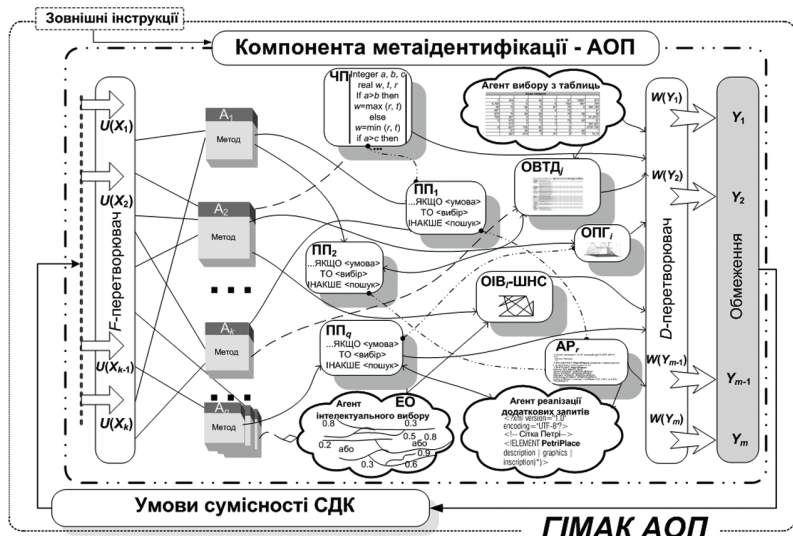 Зовнішні інструкції
Компонента метаідентифікації - АОП
U(X1)
U(X2)
U(Xk-1)
U(Xk)
F-перетворювач
A1
Метод
A2
Метод
Ak
Метод
An
Метод
ЧП
Integer a, b, c
real w, t, r
If a>b then
w=max (r, t)
else
w=min (r, t)
if a>c then
...
ПП1
...ЯКЩО <умова>
ТО <вибір>
ІНАКШЕ <пошук>
ПП2
...ЯКЩО <умова>
ТО <вибір>
ІНАКШЕ <пошук>
ППq
...ЯКЩО <умова>
ТО <вибір>
ІНАКШЕ <пошук>
Агент вибору з таблиць
ОВТДj
ОПГi
ОІВl-ШНС
АРr
Агент ЕО
інтелектуального вибору
0.8
0.3
0.2
або
0.5
0.8
або
0.9
0.3
0.6
Агент реалізації
додаткових запитів
<?xml version="1.0"
encoding="UTF-8"?>
<!-- Сітка Петрі-->
<!ELEMENT PetriPlace
description | graphics |
inscription)*)>
W(Y1)
W(Y2)
W(Ym-1)
W(Ym)
D-перетворювач
Y1
Y2
Ym-1
Ym
Обмеження
Умови сумісності СДК
ГІМАК АОП